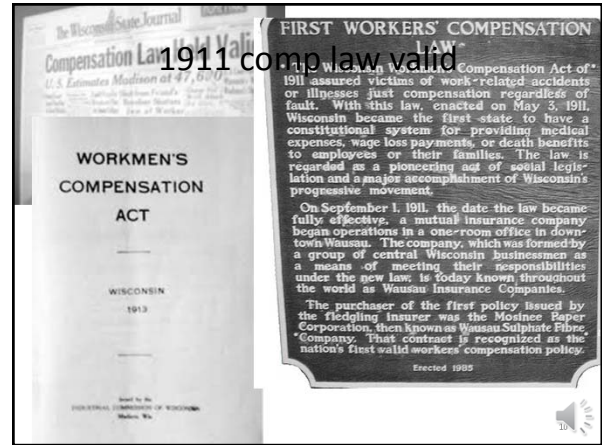 The Wisconsin State Journal
Compensation Law Held Vali
U. S. Estimates Madison at 47,600
1911 comp law valid
WORKMEN'S
COMPENSATION
ACT
WISCONSIN
1913
Issued by the
INDUSTRIAL COMMISSION OF WISCONSIN
Madison, Wis.
FIRST WORKERS' COMPENSATION
LAW
The Wisconsin Workmen's Compensation Act of
1911 assured victims of work-related accidents
or illnesses just compensation regardless of
fault. With this law, enacted on May 3, 1911,
Wisconsin became the first state to have a
constitutional system for providing medical
expenses, wage loss payments, or death benefits
to employees or their families. The law is
regarded as a pioneering act of social legis-
lation and a major accomplishment of Wisconsin's
progressive movement.
On September 1, 1911, the date the law became
fully effective, a mutual insurance company
began operations in a one-room office in down-
town Wausau. The company, which was formed by
a group of central Wisconsin businessmen as
a means of meeting their responsibilities
under the new law, is today known throughout
the world as Wausau Insurance Companies.
The purchaser of the first policy issued by
the fledgling insurer was the Mosinee Paper
Corporation, then known as Wausau Sulphate Fibre
Company. That contract is recognized as the
nation's first valid workers' compensation policy.
Erected 1985
10